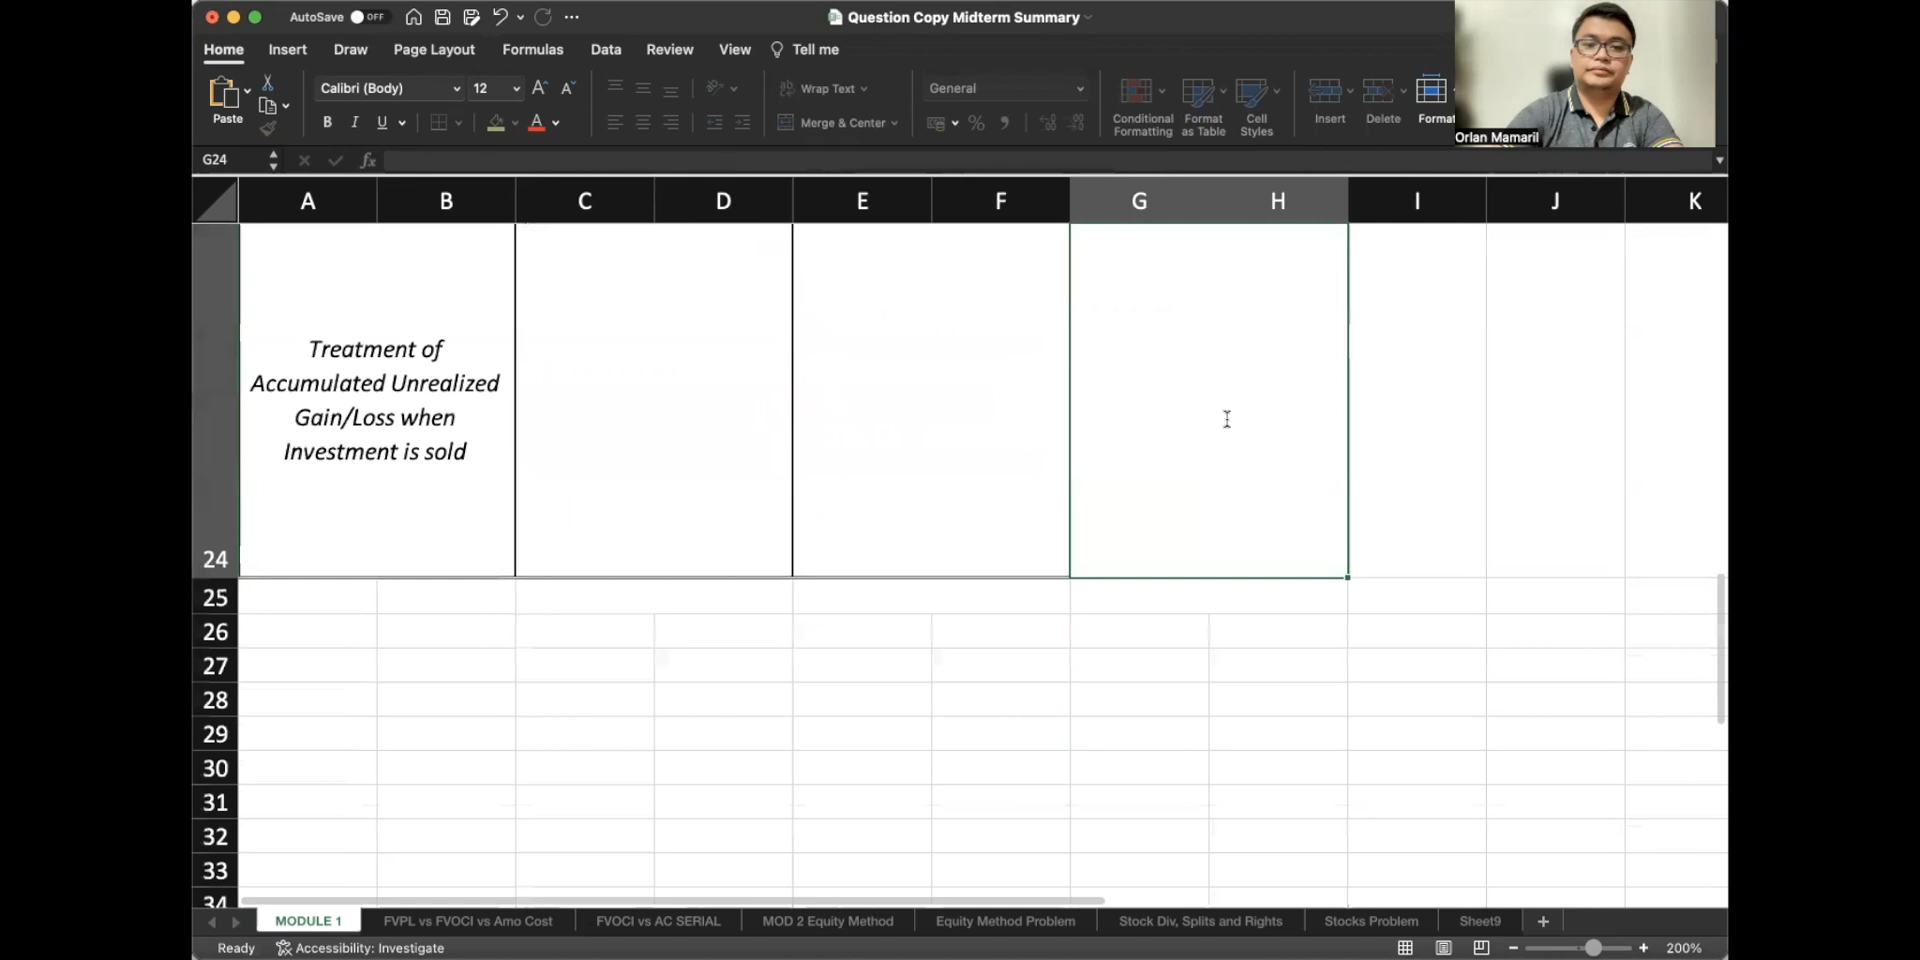 AutoSave OFF
Question Copy Midterm Summary
Home Insert Draw Page Layout Formulas Data Review View Tell me
Paste
Calibri (Body) 12
B I U
Wrap Text
Merge & Center
General
Conditional
Formatting
Format
as Table
Cell
Styles
Insert
Delete
Format
Orlan Mamaril
G24
fx
A B C D E F G H I J K
Treatment of
Accumulated Unrealized
Gain/Loss when
Investment is sold
24
25
26
27
28
29
30
31
32
33
34
MODULE 1 FVPL vs FVOCI vs Amo Cost FVOCI vs AC SERIAL MOD 2 Equity Method Equity Method Problem Stock Div, Splits and Rights Stocks Problem Sheet9 +
Ready Accessibility: Investigate
200%